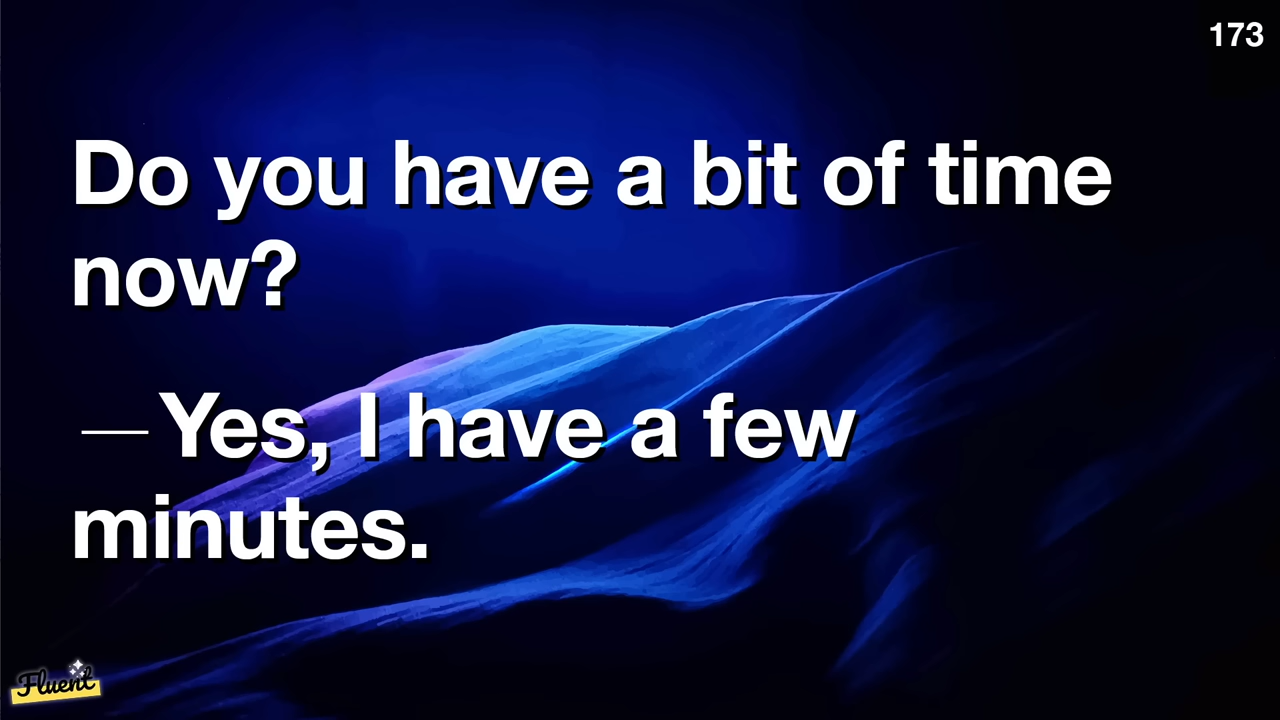 173
Do you have a bit of time
now?
— Yes, I have a few
minutes.
Fluent